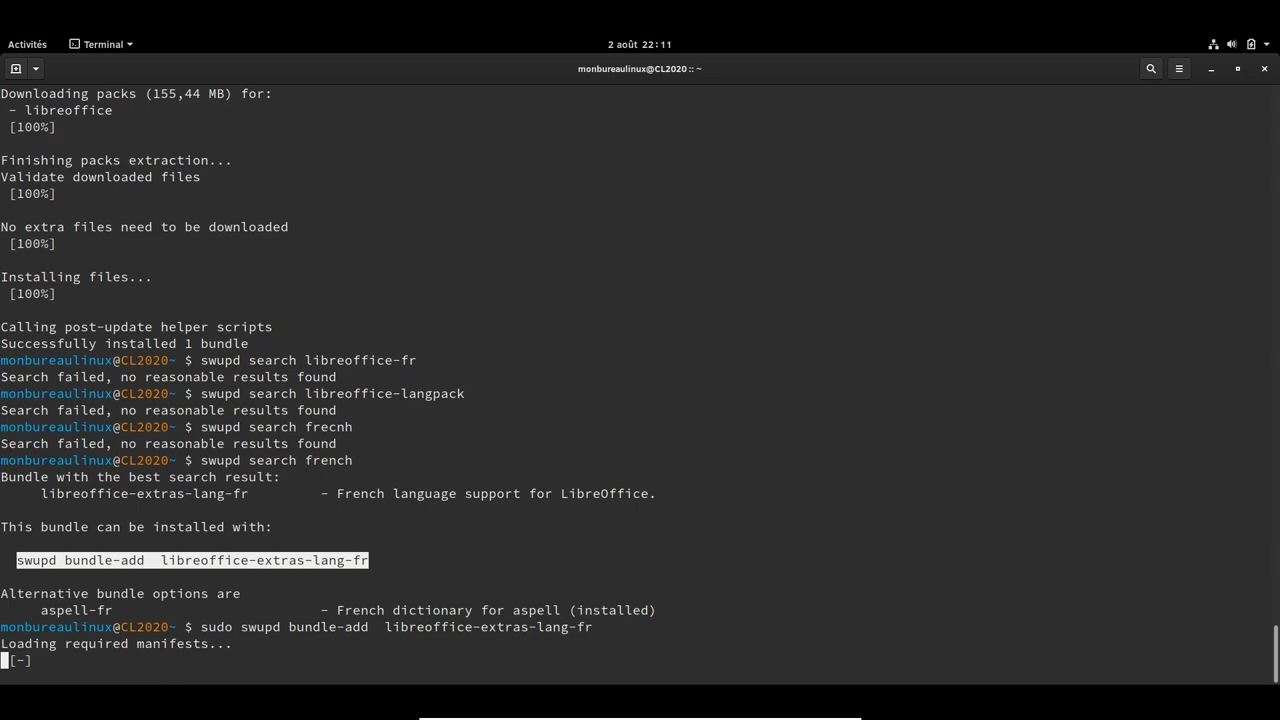 Activités
Terminal
2 août 22:11
monbureaulinux@CL2020 :: ~
Downloading packs (155,44 MB) for:
- libreoffice
[100%]
Finishing packs extraction...
Validate downloaded files
[100%]
No extra files need to be downloaded
[100%]
Installing files...
[100%]
Calling post-update helper scripts
Successfully installed 1 bundle
monbureaulinux@CL2020~ $ swupd search libreoffice-fr
Search failed, no reasonable results found
monbureaulinux@CL2020~ $ swupd search libreoffice-langpack
Search failed, no reasonable results found
monbureaulinux@CL2020~ $ swupd search frecnh
Search failed, no reasonable results found
monbureaulinux@CL2020~ $ swupd search french
Bundle with the best search result:
libreoffice-extras-lang-fr - French language support for LibreOffice.
This bundle can be installed with:
swupd bundle-add  libreoffice-extras-lang-fr
Alternative bundle options are
aspell-fr - French dictionary for aspell (installed)
monbureaulinux@CL2020~ $ sudo swupd bundle-add  libreoffice-extras-lang-fr
Loading required manifests...
[-]